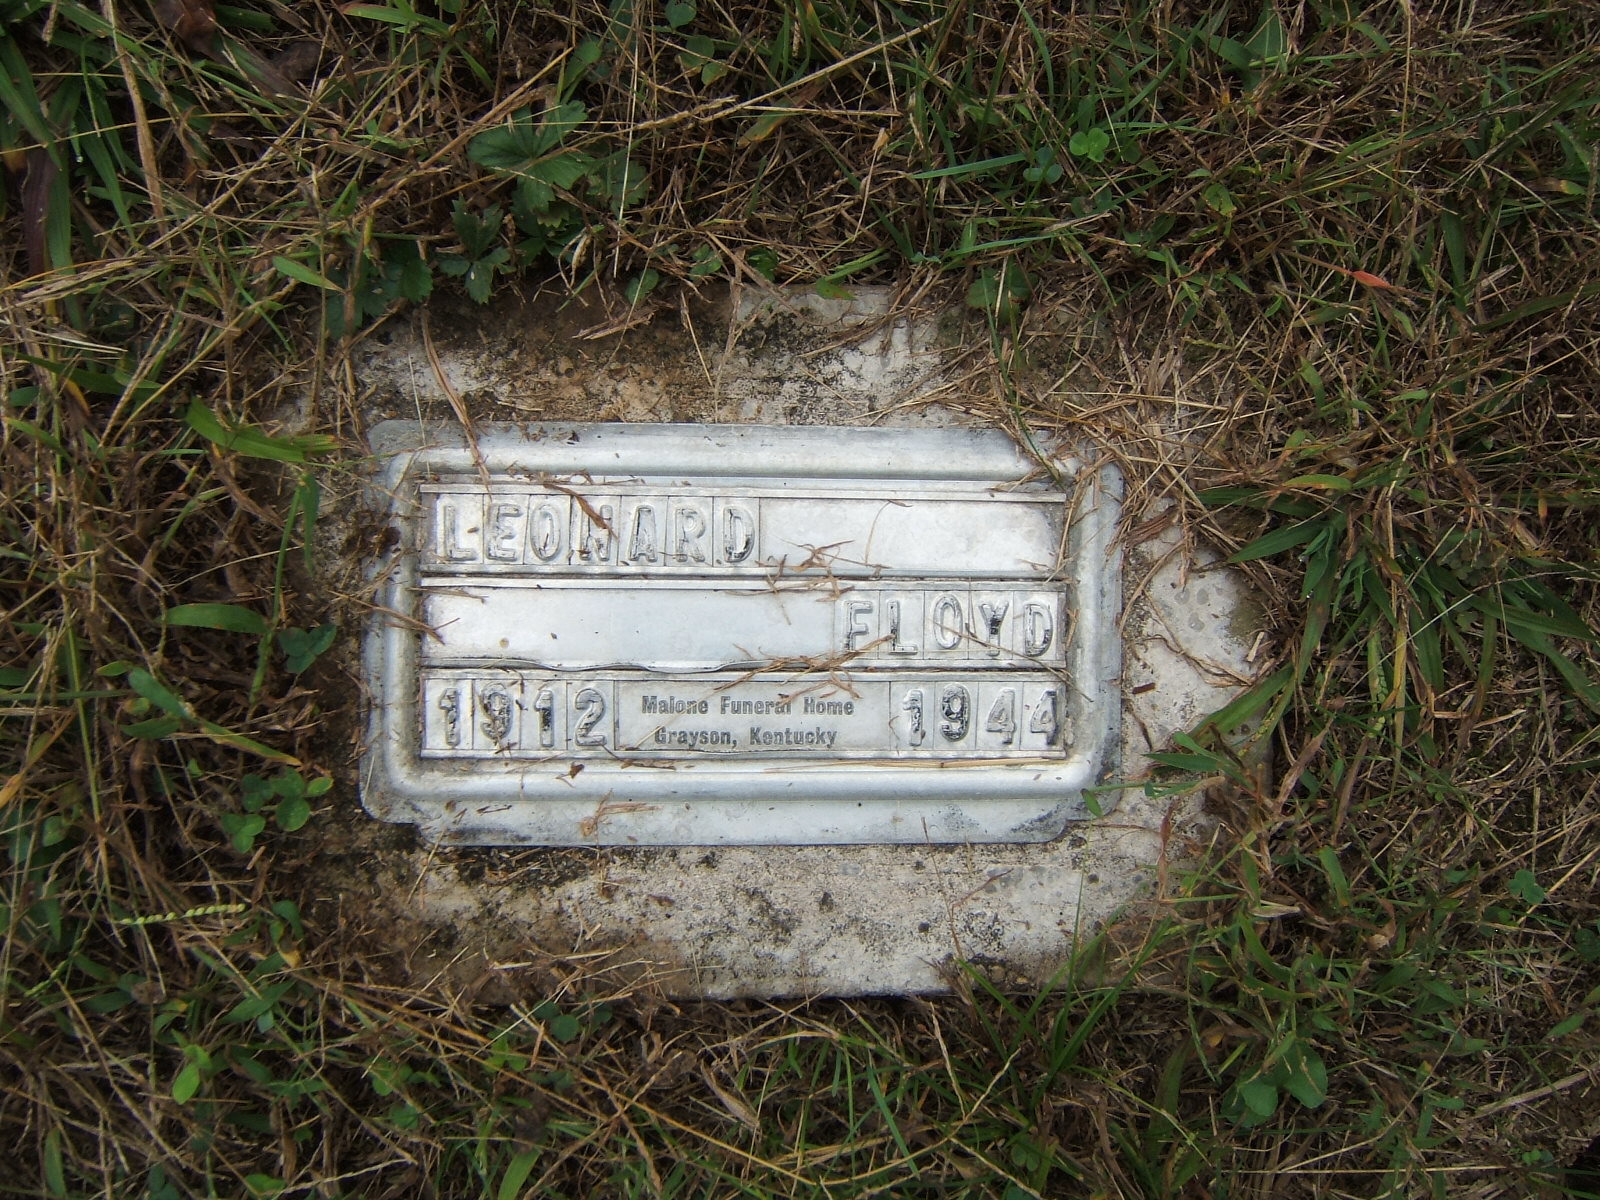 LEONARD
FLOYD
1912 Malone Funeral Home 1944
Grayson, Kentucky